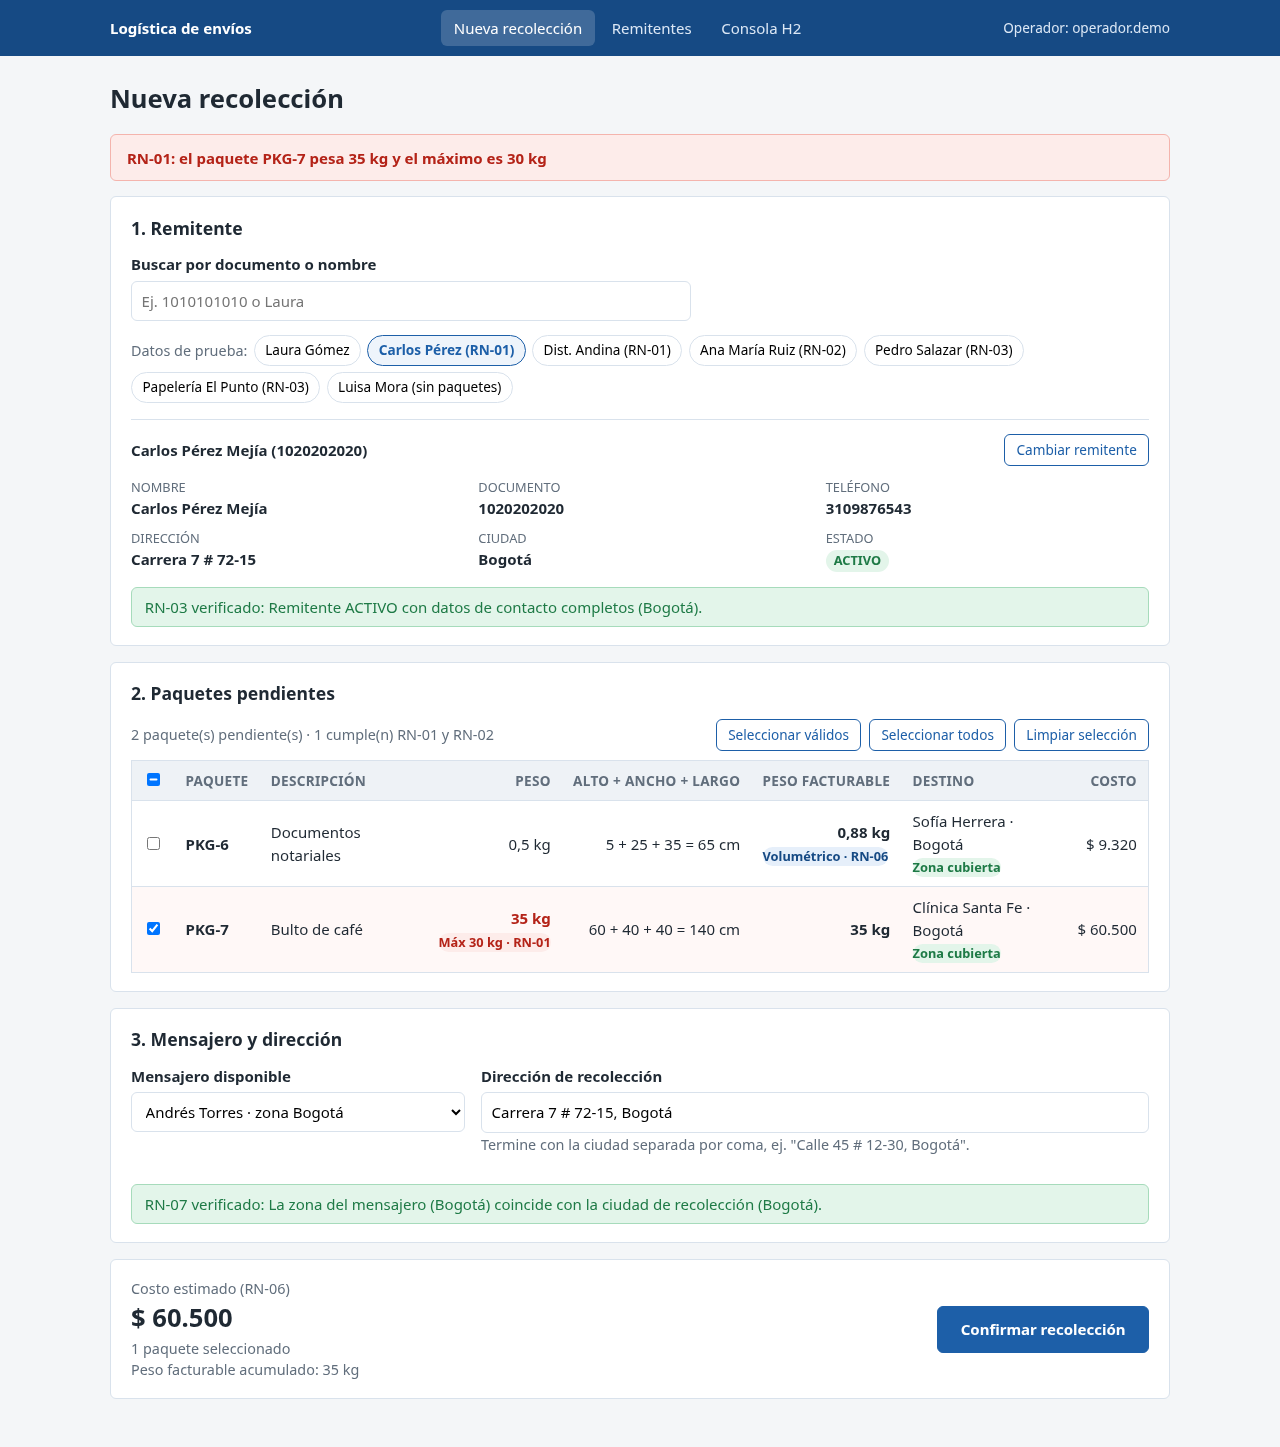 Logística de envíos
Nueva recolección
Remitentes
Consola H2
Operador: operador.demo
Nueva recolección
RN-01: el paquete PKG-7 pesa 35 kg y el máximo es 30 kg
1. Remitente
Buscar por documento o nombre
Ej. 1010101010 o Laura
Datos de prueba: Laura Gómez Carlos Pérez (RN-01) Dist. Andina (RN-01) Ana María Ruiz (RN-02) Pedro Salazar (RN-03)
Papelería El Punto (RN-03) Luisa Mora (sin paquetes)
Carlos Pérez Mejía (1020202020)
Cambiar remitente
NOMBRE DOCUMENTO TELÉFONO
Carlos Pérez Mejía 1020202020 3109876543
DIRECCIÓN CIUDAD ESTADO
Carrera 7 # 72-15 Bogotá ACTIVO
RN-03 verificado: Remitente ACTIVO con datos de contacto completos (Bogotá).
2. Paquetes pendientes
2 paquete(s) pendiente(s) · 1 cumple(n) RN-01 y RN-02
Seleccionar válidos Seleccionar todos Limpiar selección
PAQUETE DESCRIPCIÓN PESO ALTO + ANCHO + LARGO PESO FACTURABLE DESTINO COSTO
PKG-6
Documentos
notariales
0,5 kg
5 + 25 + 35 = 65 cm
0,88 kg
Volumétrico · RN-06
Sofía Herrera ·
Bogotá
Zona cubierta
$ 9.320
PKG-7
Bulto de café
35 kg
Máx 30 kg · RN-01
60 + 40 + 40 = 140 cm
35 kg
Clínica Santa Fe ·
Bogotá
Zona cubierta
$ 60.500
3. Mensajero y dirección
Mensajero disponible
Andrés Torres · zona Bogotá
Dirección de recolección
Carrera 7 # 72-15, Bogotá
Termine con la ciudad separada por coma, ej. "Calle 45 # 12-30, Bogotá".
RN-07 verificado: La zona del mensajero (Bogotá) coincide con la ciudad de recolección (Bogotá).
Costo estimado (RN-06)
$ 60.500
1 paquete seleccionado
Peso facturable acumulado: 35 kg
Confirmar recolección